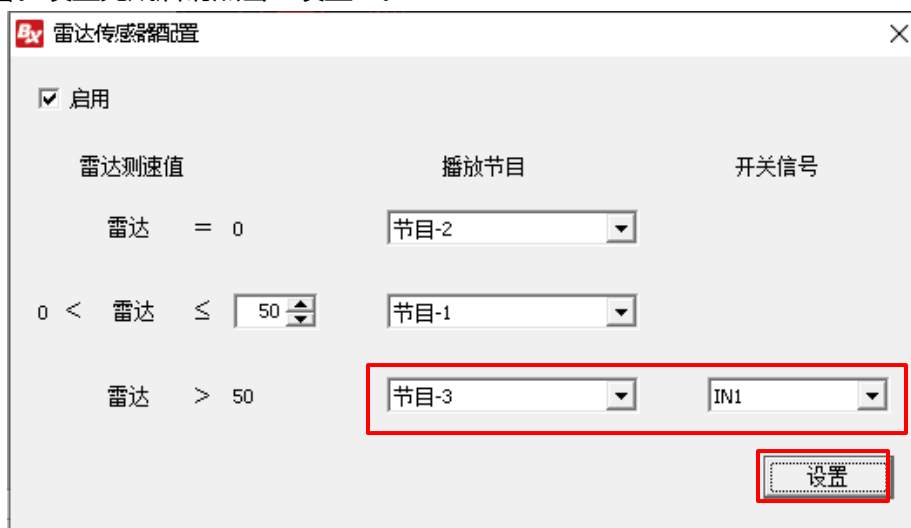 BX 雷达传感器配置
启用
雷达测速值 播放节目 开关信号
雷达 = 0 节目-2
0 < 雷达 ≤ 50 节目-1
雷达 > 50 节目-3 IN1
设置